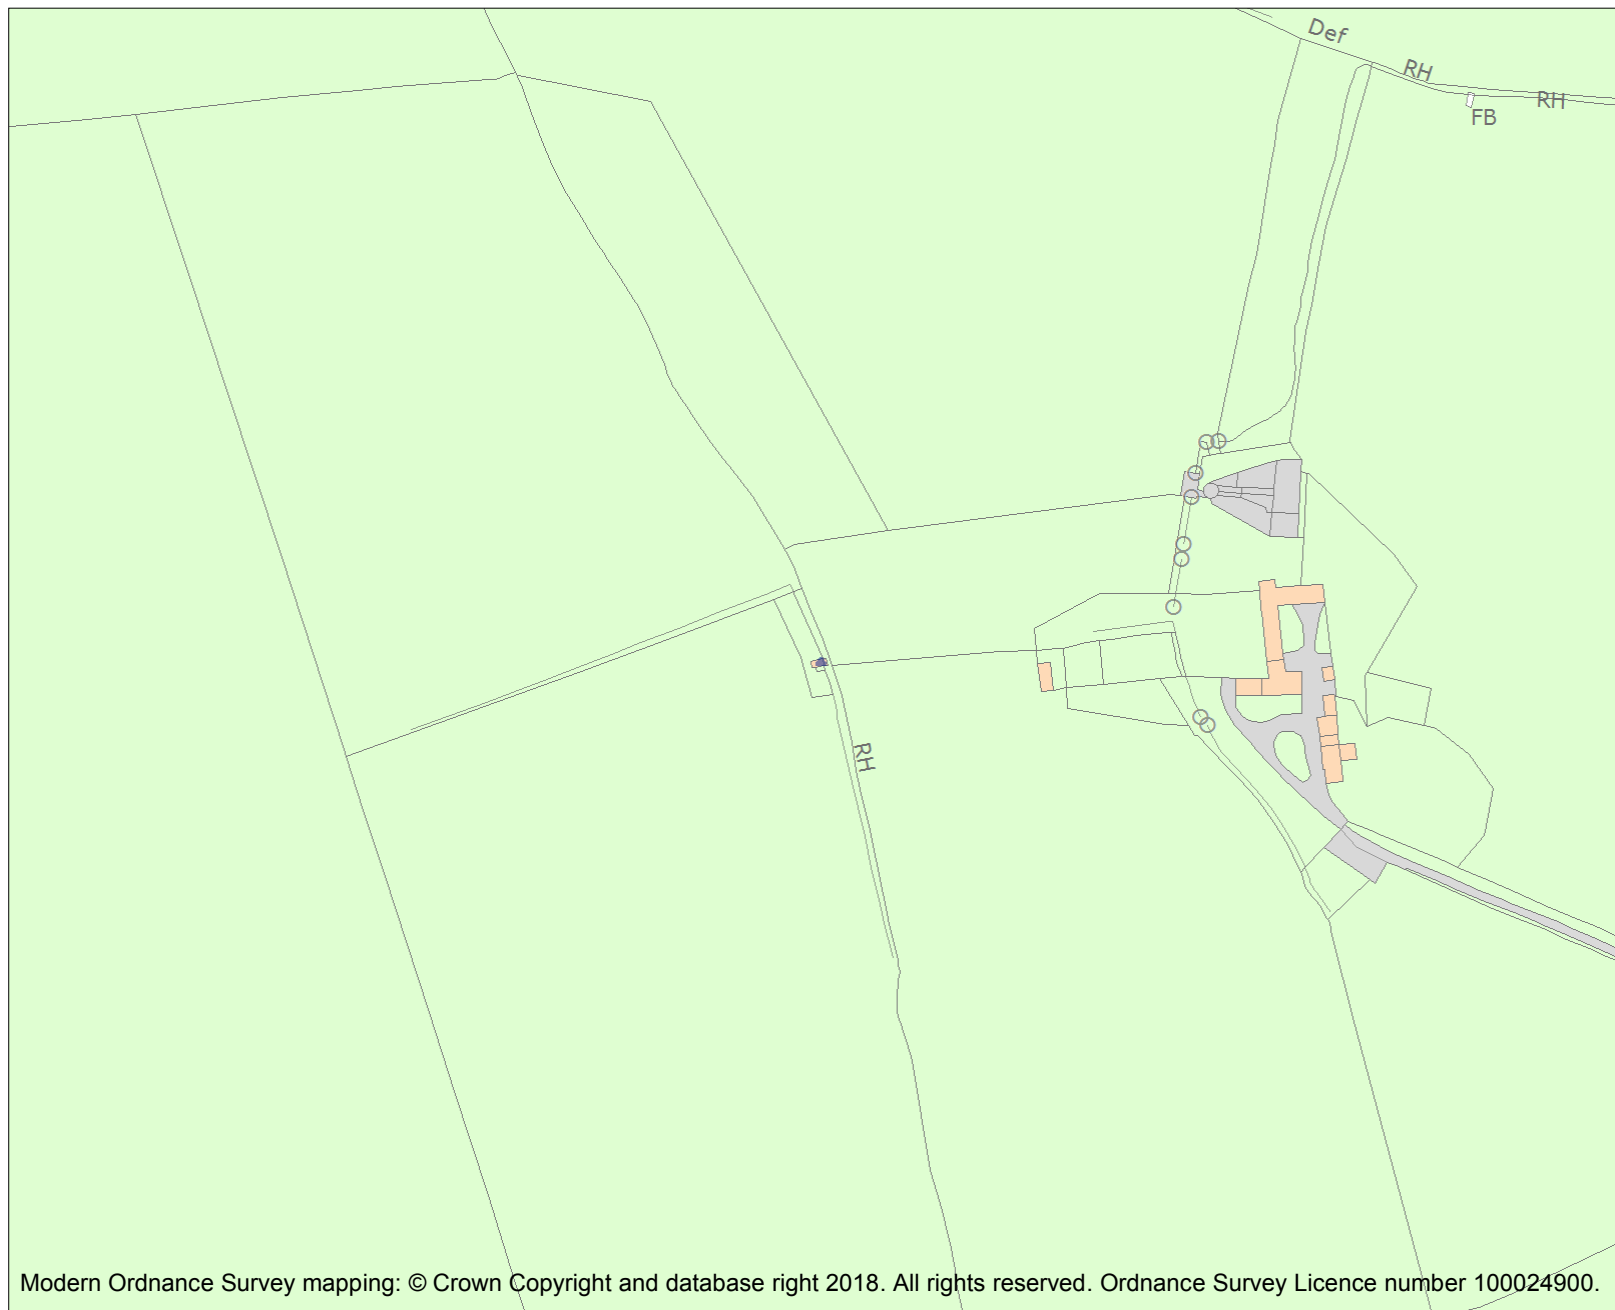 Def
RH
RH
FB
RH
Modern Ordnance Survey mapping: © Crown Copyright and database right 2018. All rights reserved. Ordnance Survey Licence number 100024900.